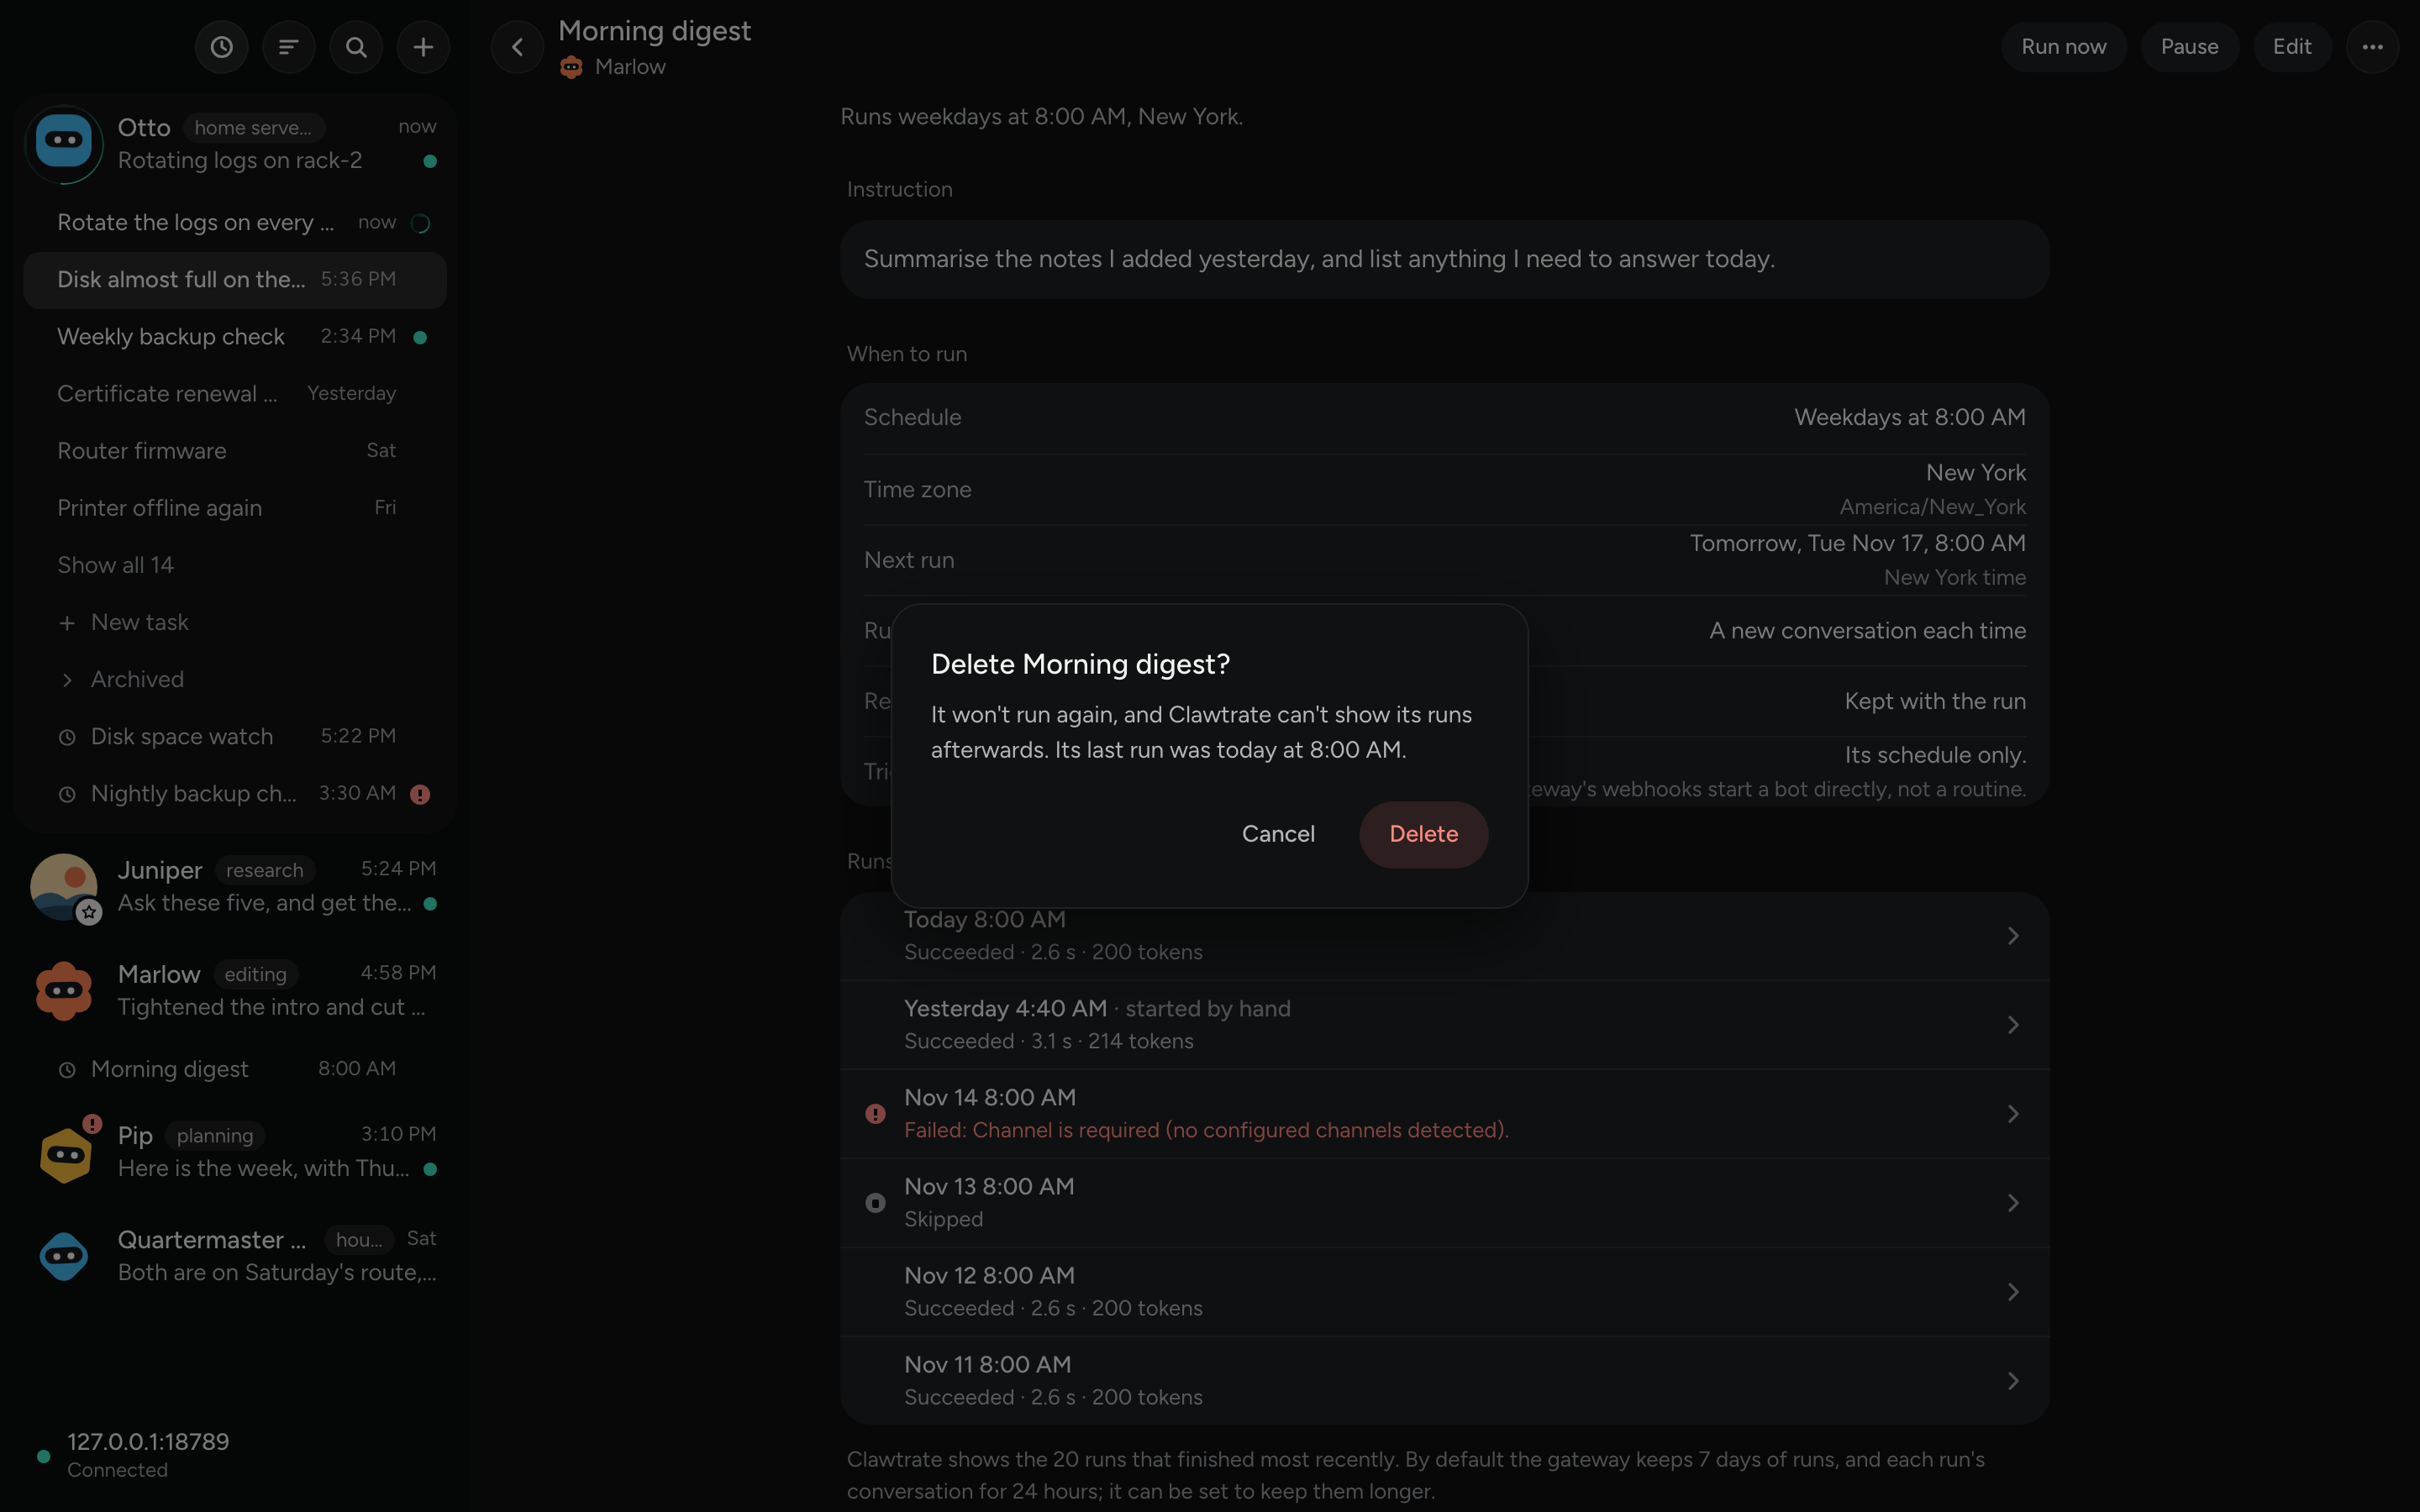 Otto
home serve...
now
Rotating logs on rack-2
Rotate the logs on every ...
now
Disk almost full on the...
5:36 PM
Weekly backup check
2:34 PM
Certificate renewal ...
Yesterday
Router firmware
Sat
Printer offline again
Fri
Show all 14
New task
Archived
Disk space watch
5:22 PM
Nightly backup ch...
3:30 AM
Juniper
research
5:24 PM
Ask these five, and get the...
Marlow
editing
4:58 PM
Tightened the intro and cut ...
Morning digest
8:00 AM
Pip
planning
3:10 PM
Here is the week, with Thu...
Quartermaster ...
hou...
Sat
Both are on Saturday's route,...
127.0.0.1:18789
Connected
Morning digest
Marlow
Run now
Pause
Edit
Runs weekdays at 8:00 AM, New York.
Instruction
Summarise the notes I added yesterday, and list anything I need to answer today.
When to run
Schedule
Weekdays at 8:00 AM
Time zone
New York
America/New_York
Next run
Tomorrow, Tue Nov 17, 8:00 AM
New York time
A new conversation each time
Kept with the run
Its schedule only.
webhooks start a bot directly, not a routine.
Delete Morning digest?
It won't run again, and Clawtrate can't show its runs
afterwards. Its last run was today at 8:00 AM.
Cancel
Delete
Runs
Today 8:00 AM
Succeeded · 2.6 s · 200 tokens
Yesterday 4:40 AM · started by hand
Succeeded · 3.1 s · 214 tokens
Nov 14 8:00 AM
Failed: Channel is required (no configured channels detected).
Nov 13 8:00 AM
Skipped
Nov 12 8:00 AM
Succeeded · 2.6 s · 200 tokens
Nov 11 8:00 AM
Succeeded · 2.6 s · 200 tokens
Clawtrate shows the 20 runs that finished most recently. By default the gateway keeps 7 days of runs, and each run's
conversation for 24 hours; it can be set to keep them longer.